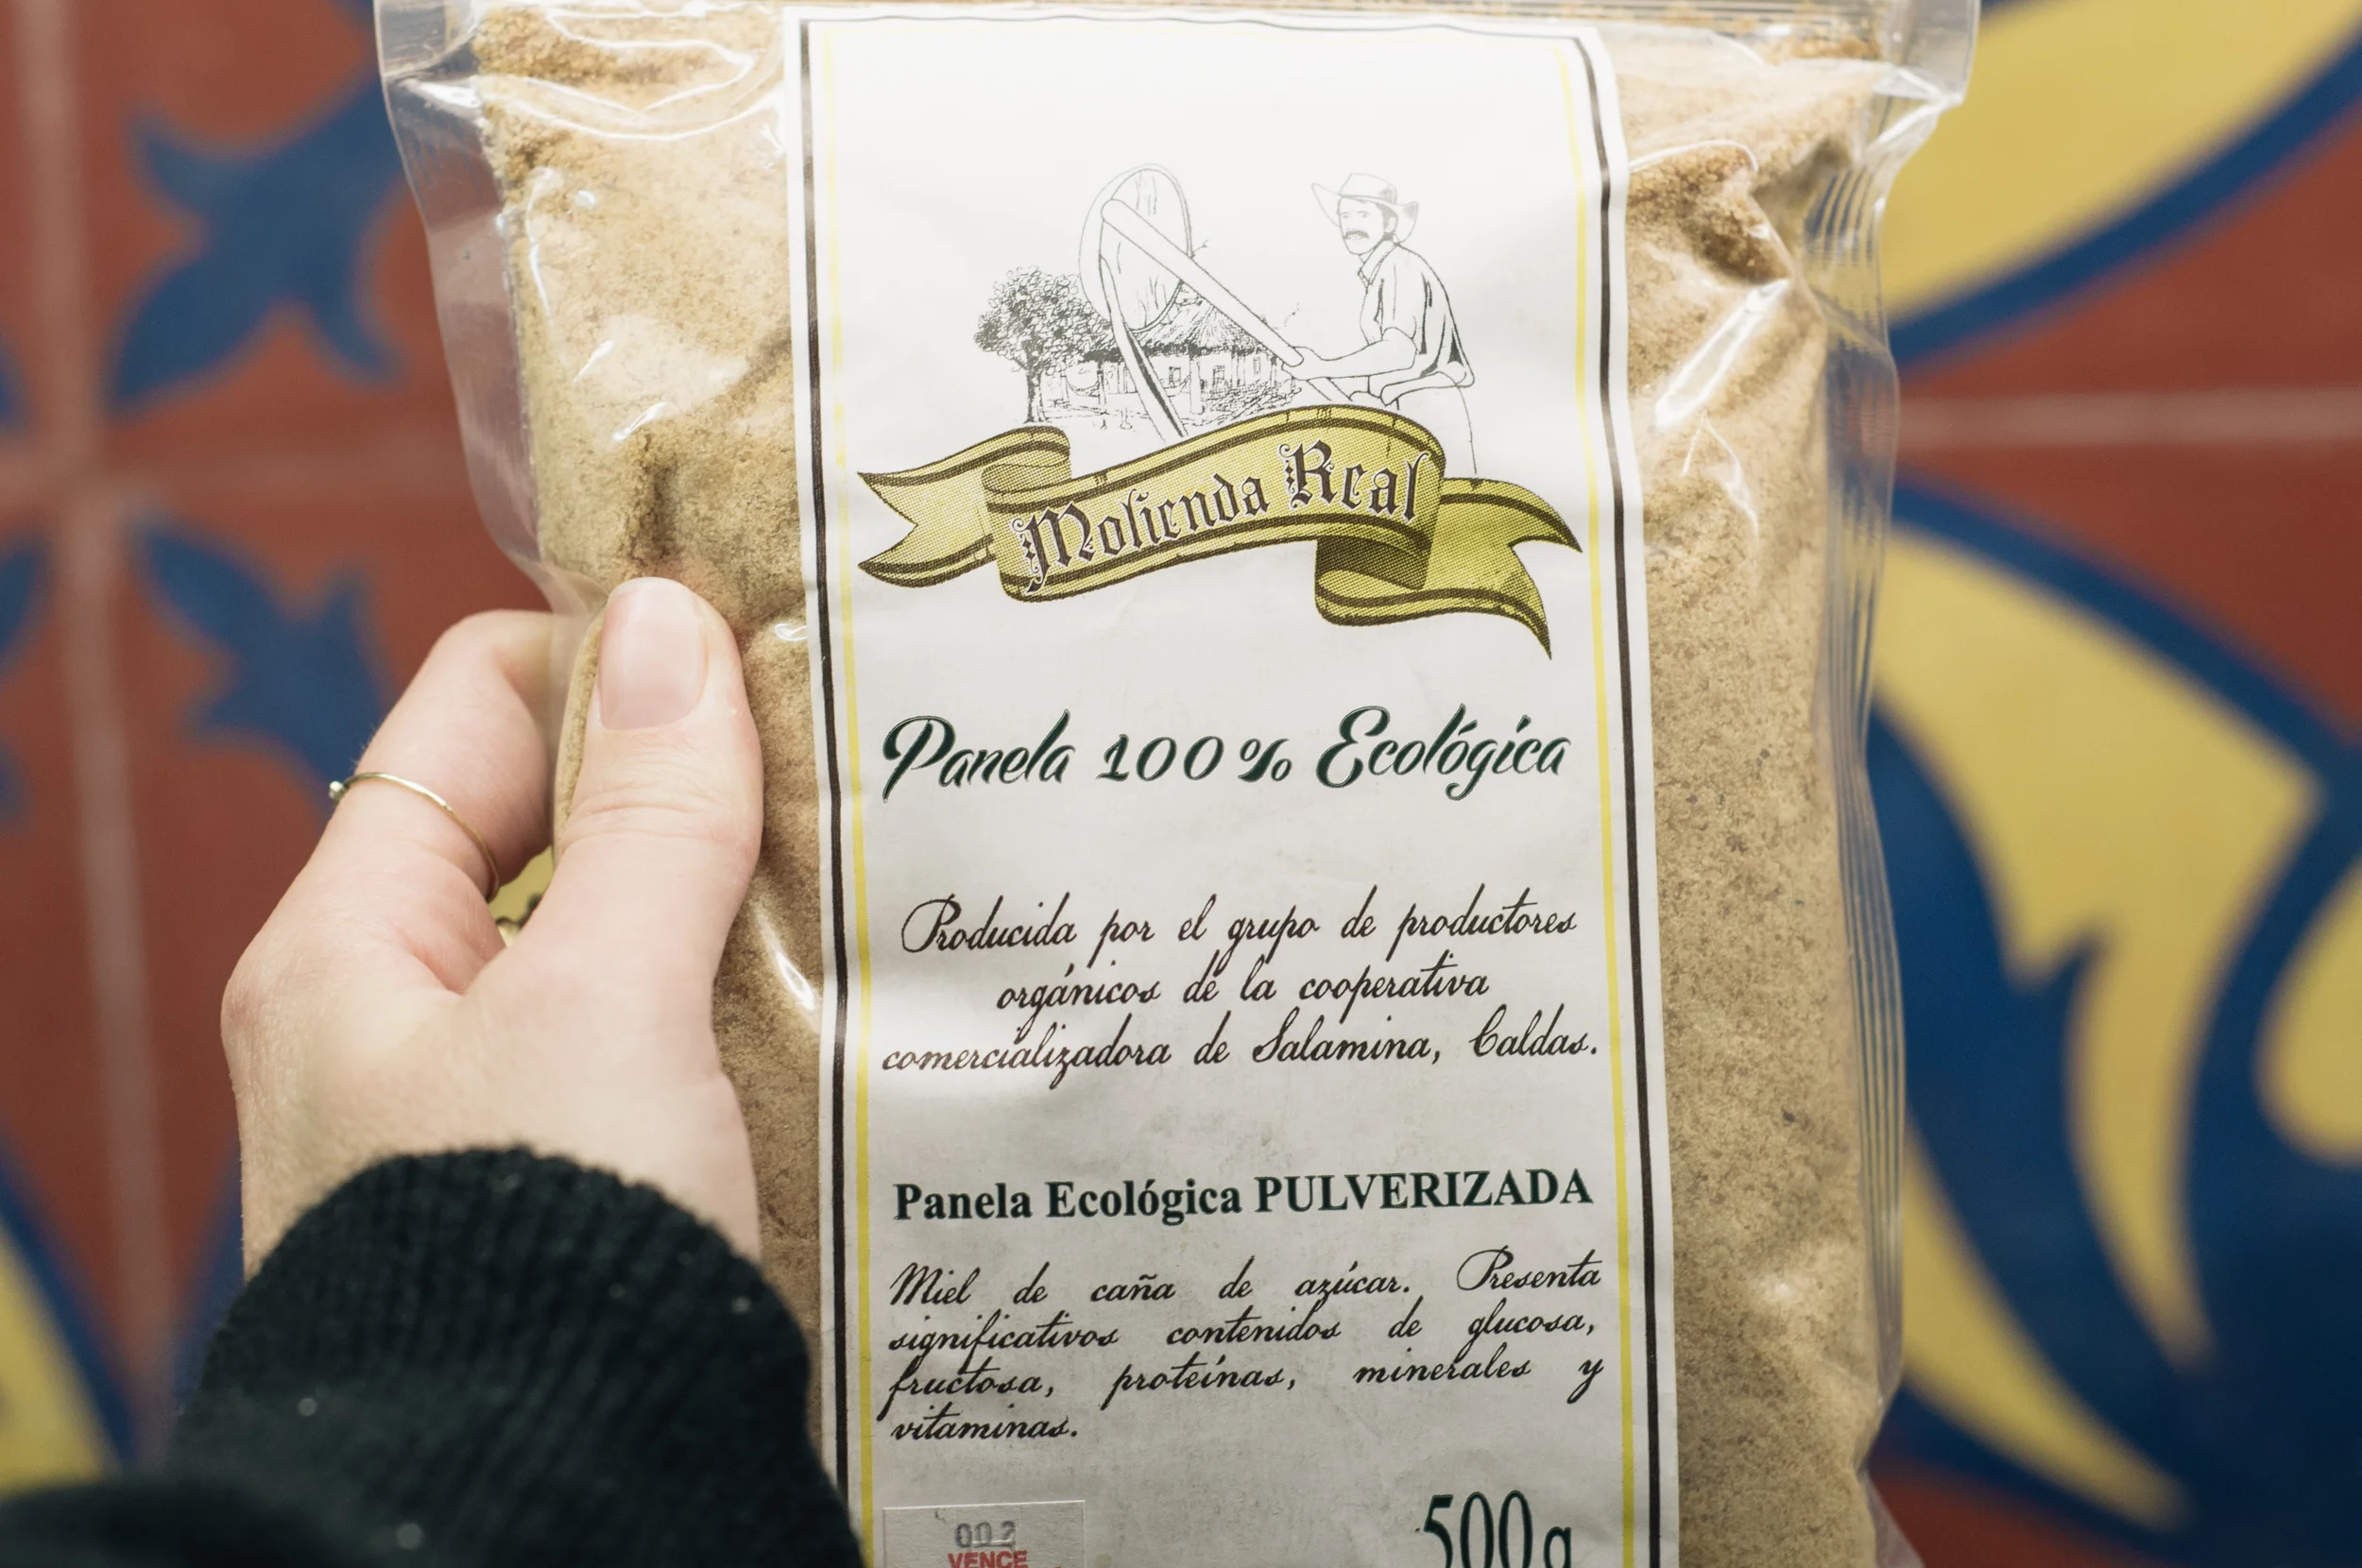 Molienda Real
Panela 100% Ecológica
Producida por el grupo de productores
orgánicos de la cooperativa
comercializadora de Salamina, Caldas.
Panela Ecológica PULVERIZADA
Miel de caña de azúcar. Presenta
significativos contenidos de glucosa,
fructosa, proteínas, minerales y
vitaminas.
500g
002
VENCE